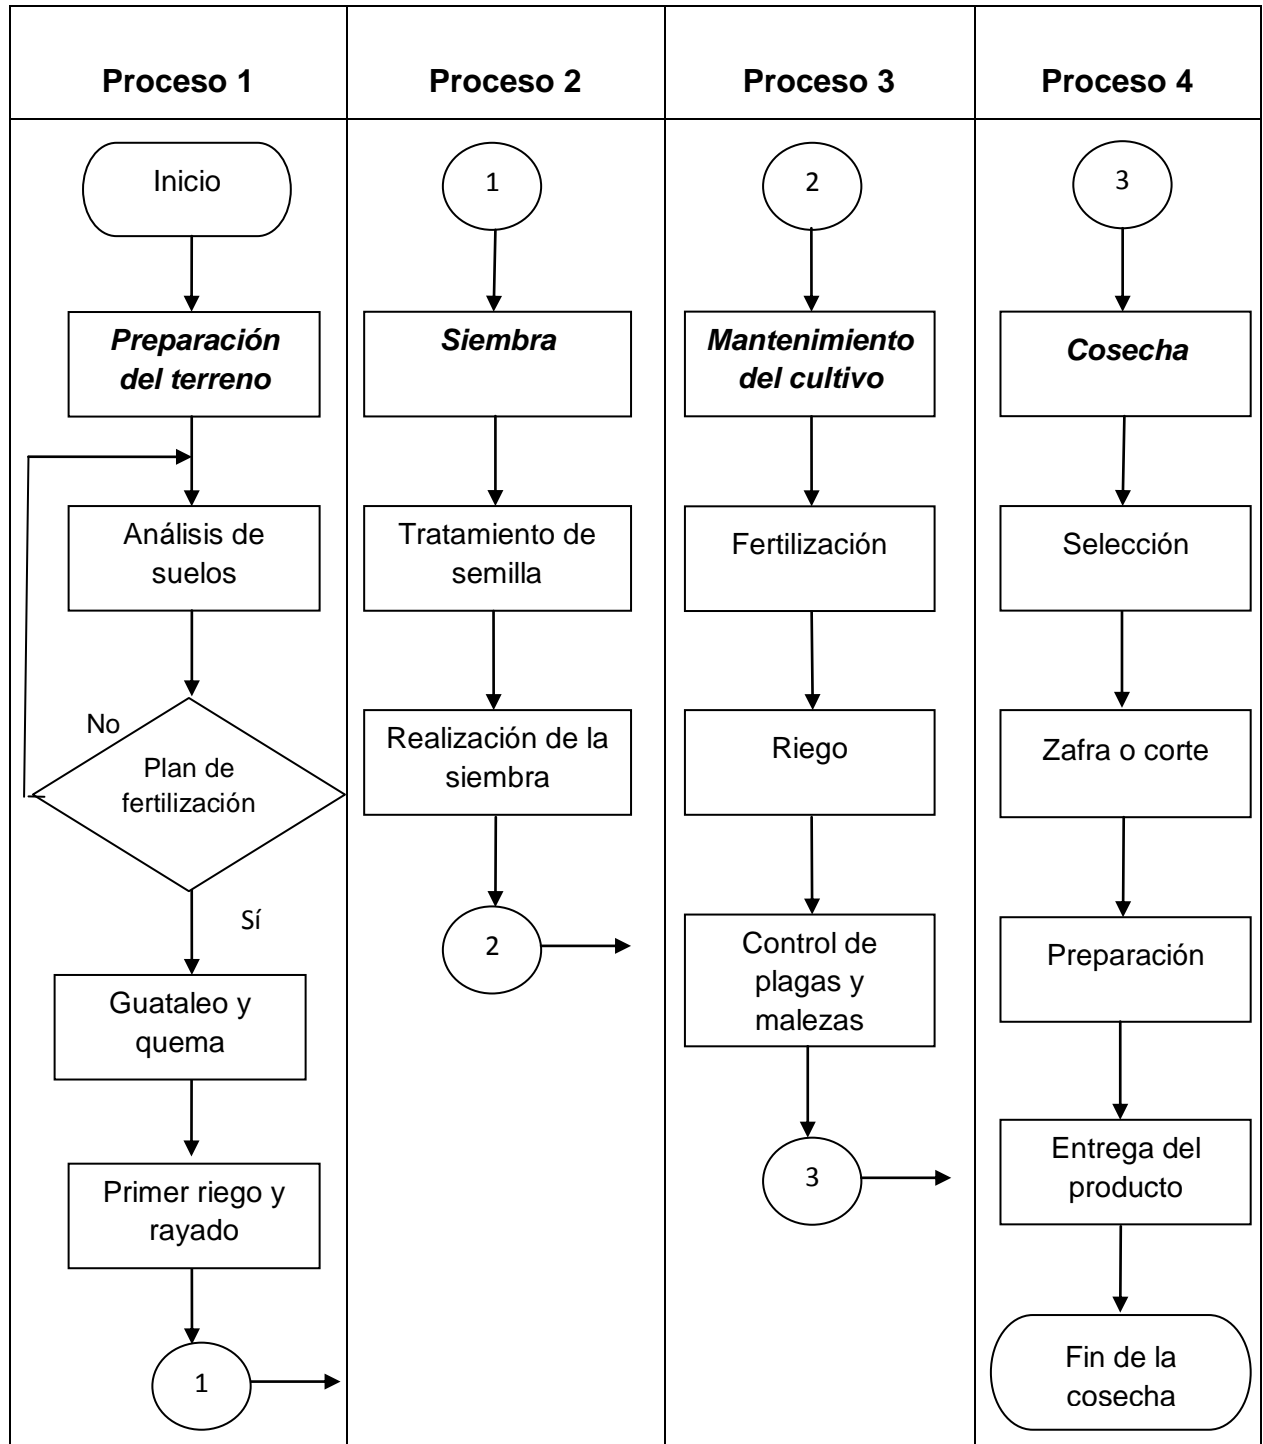 Proceso 1
Proceso 2
Proceso 3
Proceso 4
Inicio
Preparación
del terreno
Análisis de
suelos
No
Plan de
fertilización
Sí
Guataleo y
quema
Primer riego y
rayado
1
1
Siembra
Tratamiento de
semilla
Realización de la
siembra
2
2
Mantenimiento
del cultivo
Fertilización
Riego
Control de
plagas y
malezas
3
3
Cosecha
Selección
Zafra o corte
Preparación
Entrega del
producto
Fin de la
cosecha